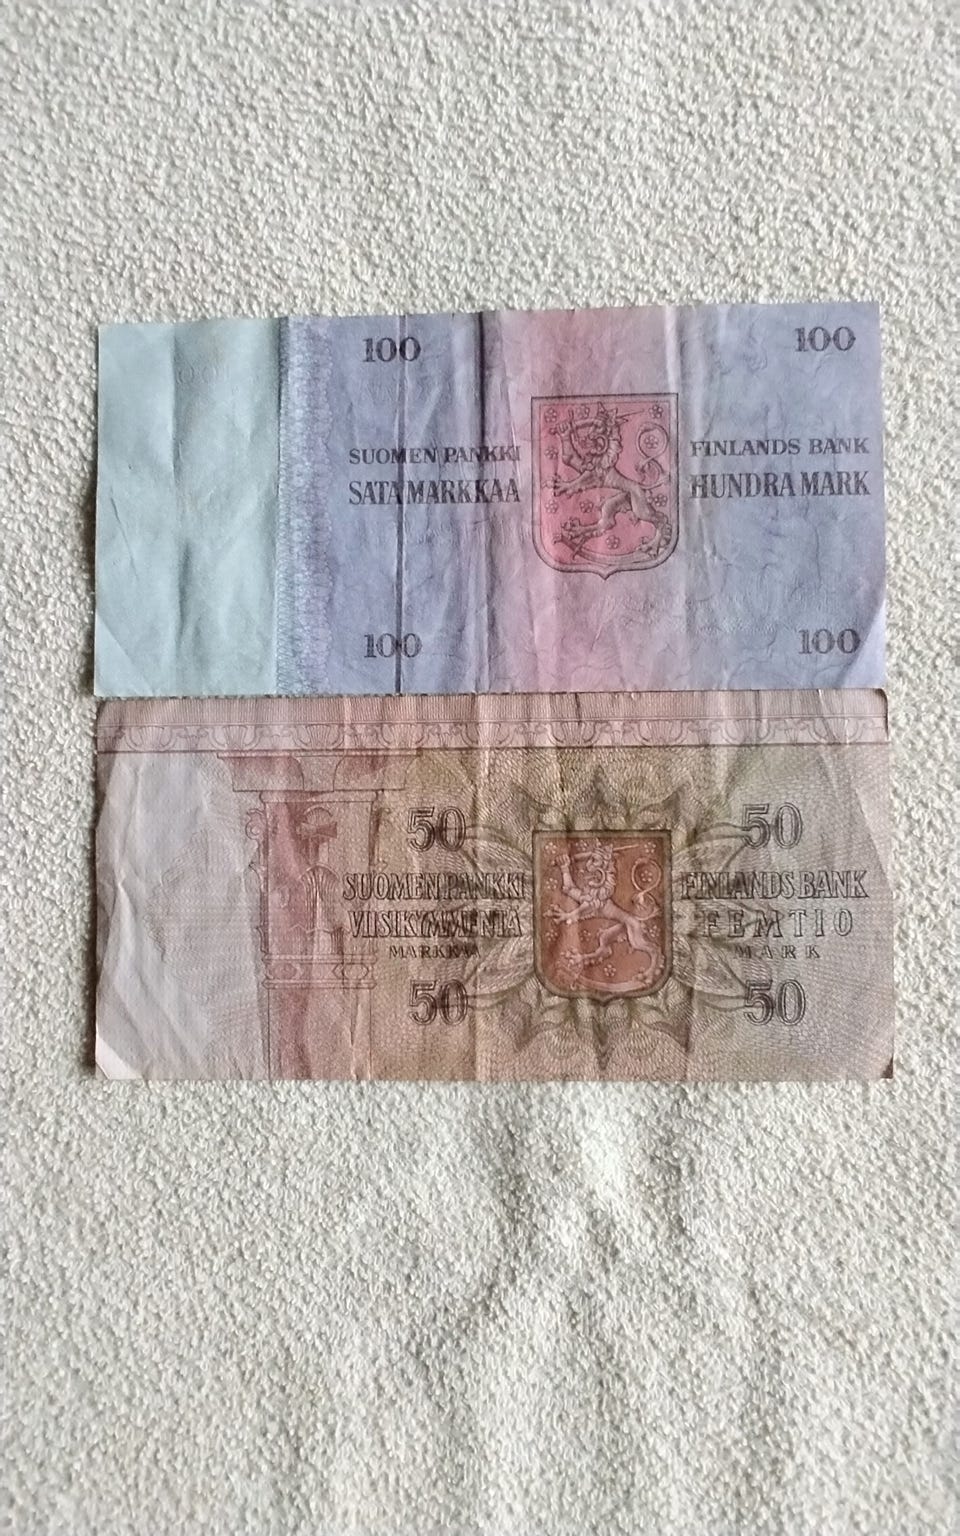 100 100
SUOMEN PANKKI FINLANDS BANK
SATA MARKKAA HUNDRA MARK
100 100
50 50
SUOMEN PANKKI FINLANDS BANK
VIISIKYMMENTÄ FEMTIO
MARKKAA MARK
50 50